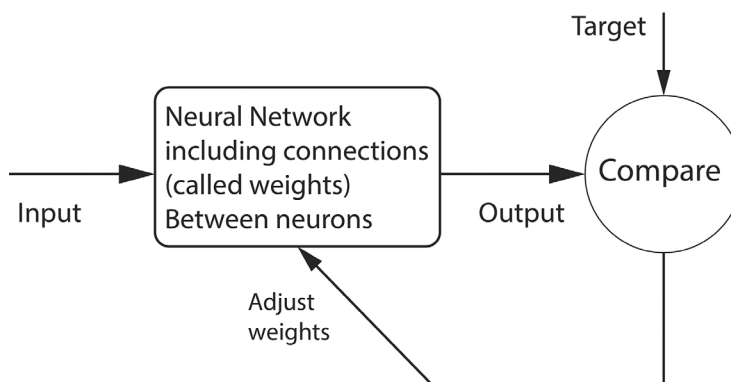 Target
Neural Network
including connections
(called weights)
Between neurons
Compare
Input
Output
Adjust
weights